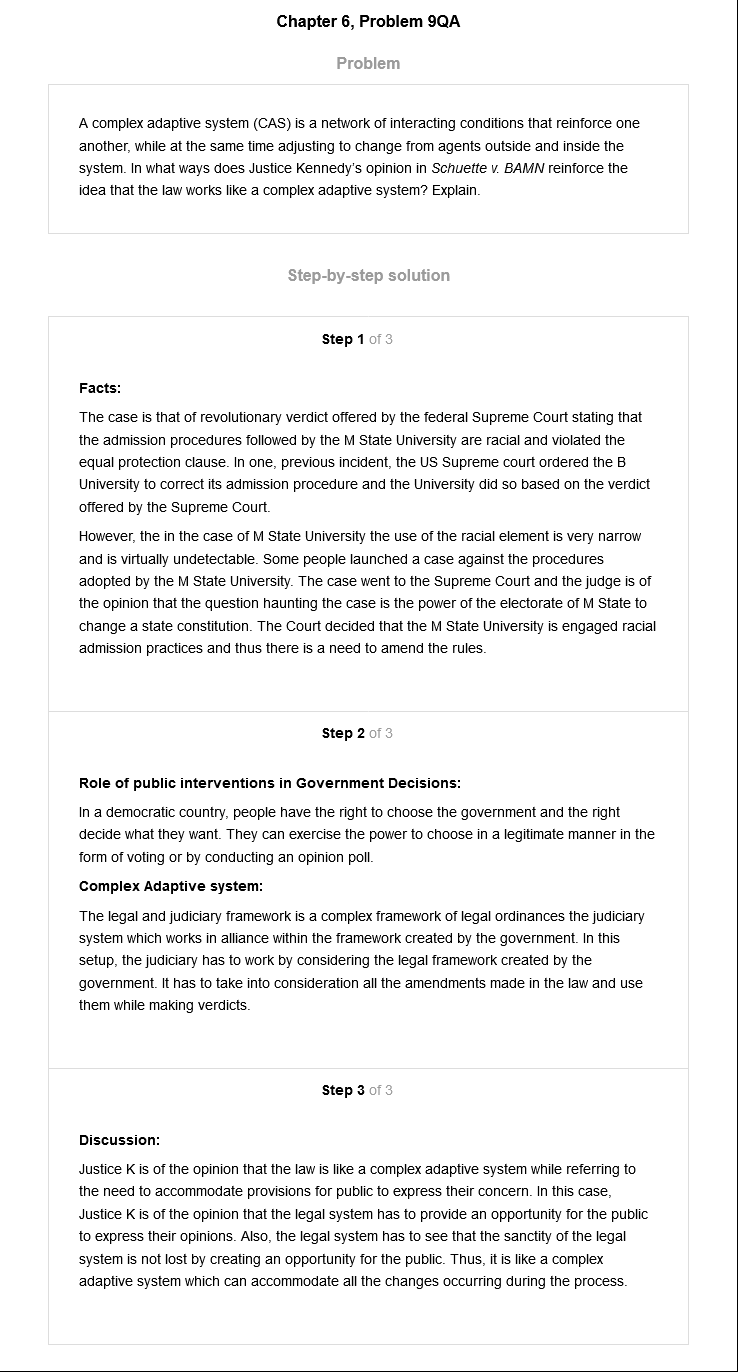 Chapter 6, Problem 9QA
Problem
A complex adaptive system (CAS) is a network of interacting conditions that reinforce one
another, while at the same time adjusting to change from agents outside and inside the
system. In what ways does Justice Kennedy's opinion in Schuette v. BAMN reinforce the
idea that the law works like a complex adaptive system? Explain.
Step-by-step solution
Step 1 of 3
Facts:
The case is that of revolutionary verdict offered by the federal Supreme Court stating that
the admission procedures followed by the M State University are racial and violated the
equal protection clause. In one, previous incident, the US Supreme court ordered the B
University to correct its admission procedure and the University did so based on the verdict
offered by the Supreme Court.
However, the in the case of M State University the use of the racial element is very narrow
and is virtually undetectable. Some people launched a case against the procedures
adopted by the M State University. The case went to the Supreme Court and the judge is of
the opinion that the question haunting the case is the power of the electorate of M State to
change a state constitution. The Court decided that the M State University is engaged racial
admission practices and thus there is a need to amend the rules.
Step 2 of 3
Role of public interventions in Government Decisions:
In a democratic country, people have the right to choose the government and the right
decide what they want. They can exercise the power to choose in a legitimate manner in the
form of voting or by conducting an opinion poll.
Complex Adaptive system:
The legal and judiciary framework is a complex framework of legal ordinances the judiciary
system which works in alliance within the framework created by the government. In this
setup, the judiciary has to work by considering the legal framework created by the
government. It has to take into consideration all the amendments made in the law and use
them while making verdicts.
Step 3 of 3
Discussion:
Justice K is of the opinion that the law is like a complex adaptive system while referring to
the need to accommodate provisions for public to express their concern. In this case,
Justice K is of the opinion that the legal system has to provide an opportunity for the public
to express their opinions. Also, the legal system has to see that the sanctity of the legal
system is not lost by creating an opportunity for the public. Thus, it is like a complex
adaptive system which can accommodate all the changes occurring during the process.